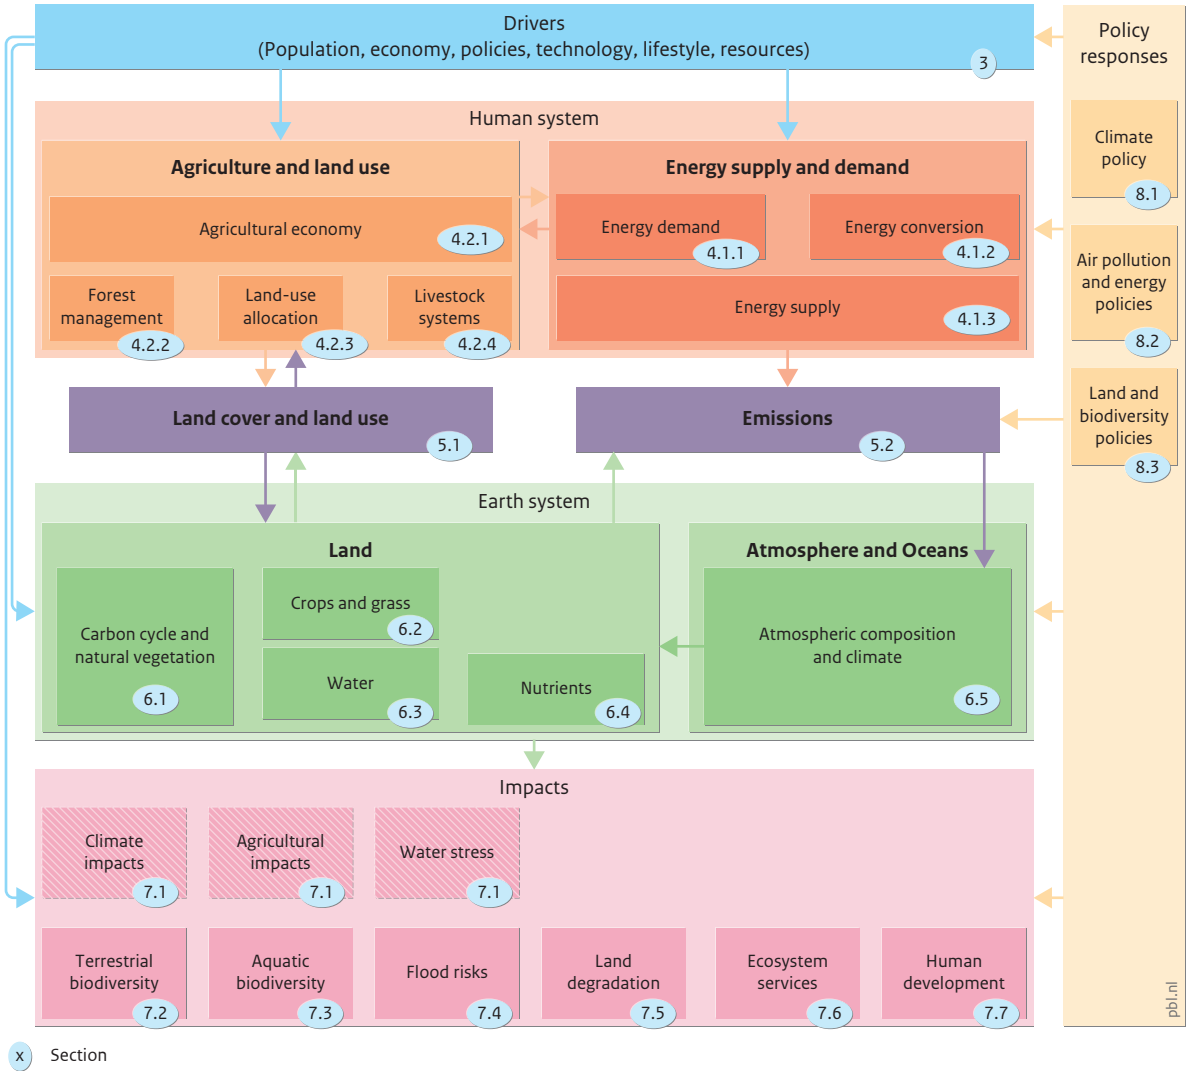 Drivers
(Population, economy, policies, technology, lifestyle, resources)
3
Policy
responses
Human system
Agriculture and land use
Agricultural economy
4.2.1
Forest
management
4.2.2
Land-use
allocation
4.2.3
Livestock
systems
4.2.4
Energy supply and demand
Energy demand
4.1.1
Energy conversion
4.1.2
Energy supply
4.1.3
Climate
policy
8.1
Air pollution
and energy
policies
8.2
Land and
biodiversity
policies
8.3
Land cover and land use
5.1
Emissions
5.2
Earth system
Land
Carbon cycle and
natural vegetation
6.1
Crops and grass
6.2
Water
6.3
Nutrients
6.4
Atmosphere and Oceans
Atmospheric composition
and climate
6.5
Impacts
Climate
impacts
7.1
Agricultural
impacts
7.1
Water stress
7.1
Terrestrial
biodiversity
7.2
Aquatic
biodiversity
7.3
Flood risks
7.4
Land
degradation
7.5
Ecosystem
services
7.6
Human
development
7.7
pbl.nl
x Section